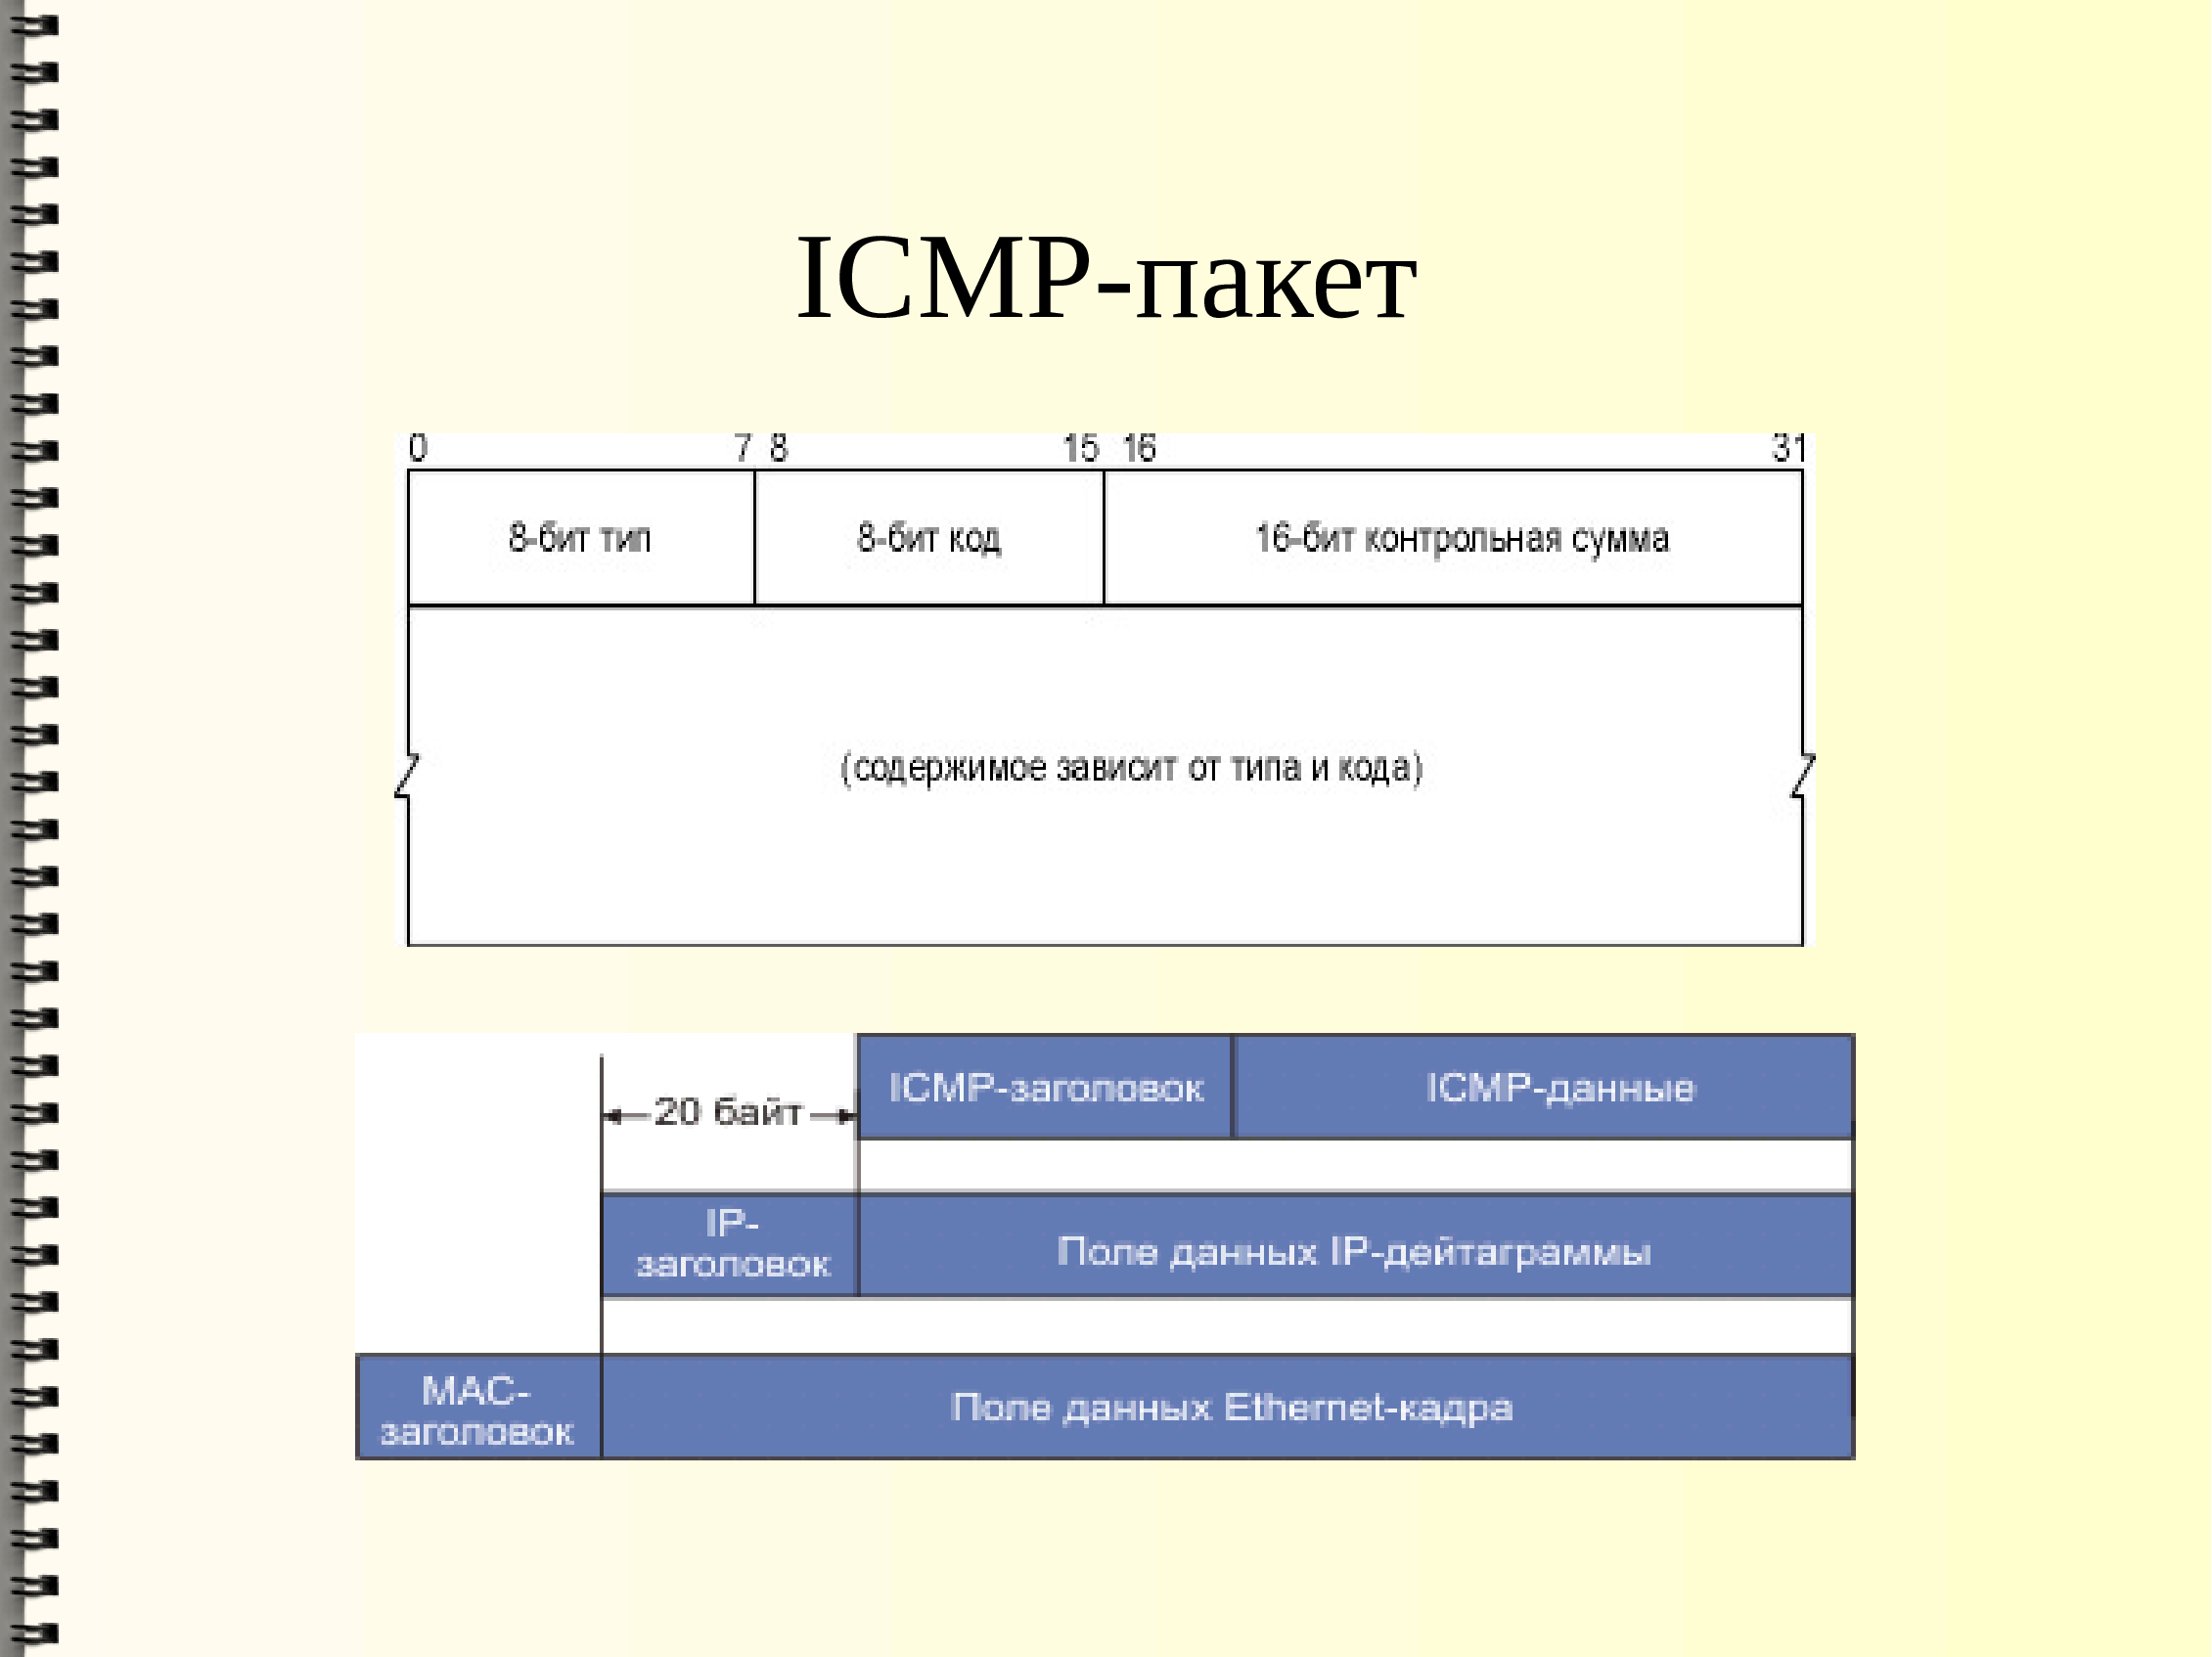 ICMP-пакет
0 7 8 15 16 31
8-бит тип 8-бит код 16-бит контрольная сумма
(содержимое зависит от типа и кода)
ICMP-заголовок ICMP-данные
20 байт
IP-
заголовок
Поле данных IP-дейтаграммы
MAC-
заголовок
Поле данных Ethernet-кадра